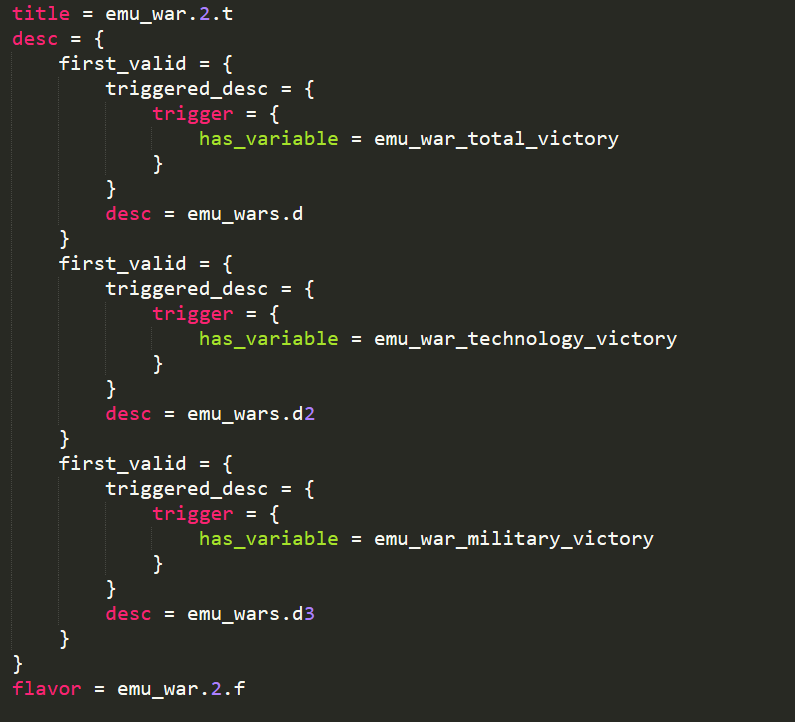 title = emu_war.2.t
desc = {
    first_valid = {
        triggered_desc = {
            trigger = {
                has_variable = emu_war_total_victory
            }
        }
        desc = emu_wars.d
    }
    first_valid = {
        triggered_desc = {
            trigger = {
                has_variable = emu_war_technology_victory
            }
        }
        desc = emu_wars.d2
    }
    first_valid = {
        triggered_desc = {
            trigger = {
                has_variable = emu_war_military_victory
            }
        }
        desc = emu_wars.d3
    }
}
flavor = emu_war.2.f